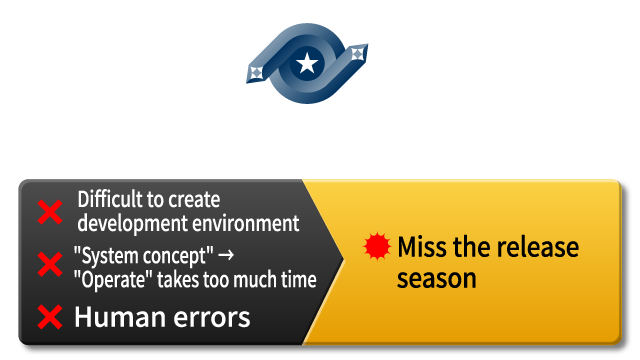 Difficult to create
development environment
"System concept" →
"Operate" takes too much time
Human errors
Miss the release
season